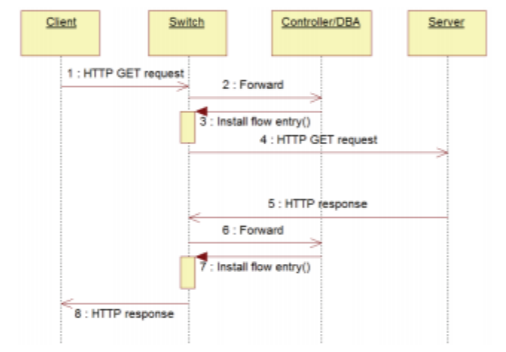 Client
Switch
Controller/DBA
Server
1 : HTTP GET request
2 : Forward
3 : Install flow entry()
4 : HTTP GET request
5 : HTTP response
6 : Forward
7 : Install flow entry()
8 : HTTP response